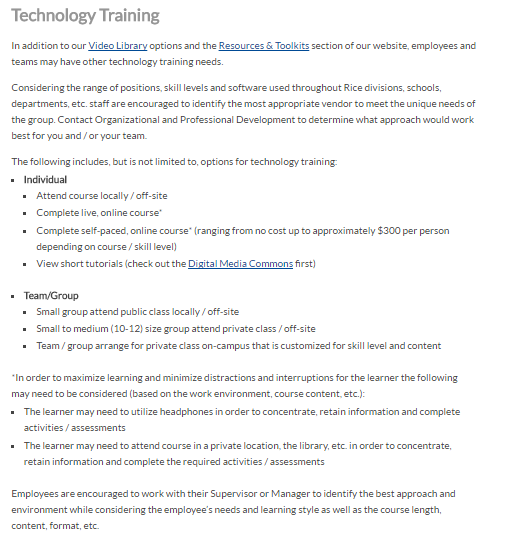 Technology Training
In addition to our Video Library options and the Resources & Toolkits section of our website, employees and
teams may have other technology training needs.
Considering the range of positions, skill levels and software used throughout Rice divisions, schools,
departments, etc. staff are encouraged to identify the most appropriate vendor to meet the unique needs of
the group. Contact Organizational and Professional Development to determine what approach would work
best for you and / or your team.
The following includes, but is not limited to, options for technology training:
▪ Individual
▪ Attend course locally / off-site
▪ Complete live, online course*
▪ Complete self-paced, online course* (ranging from no cost up to approximately $300 per person
depending on course / skill level)
▪ View short tutorials (check out the Digital Media Commons first)
▪ Team/Group
▪ Small group attend public class locally / off-site
▪ Small to medium (10-12) size group attend private class / off-site
▪ Team / group arrange for private class on-campus that is customized for skill level and content
*In order to maximize learning and minimize distractions and interruptions for the learner the following
may need to be considered (based on the work environment, course content, etc.):
▪ The learner may need to utilize headphones in order to concentrate, retain information and complete
activities / assessments
▪ The learner may need to attend course in a private location, the library, etc. in order to concentrate,
retain information and complete the required activities / assessments
Employees are encouraged to work with their Supervisor or Manager to identify the best approach and
environment while considering the employee's needs and learning style as well as the course length,
content, format, etc.